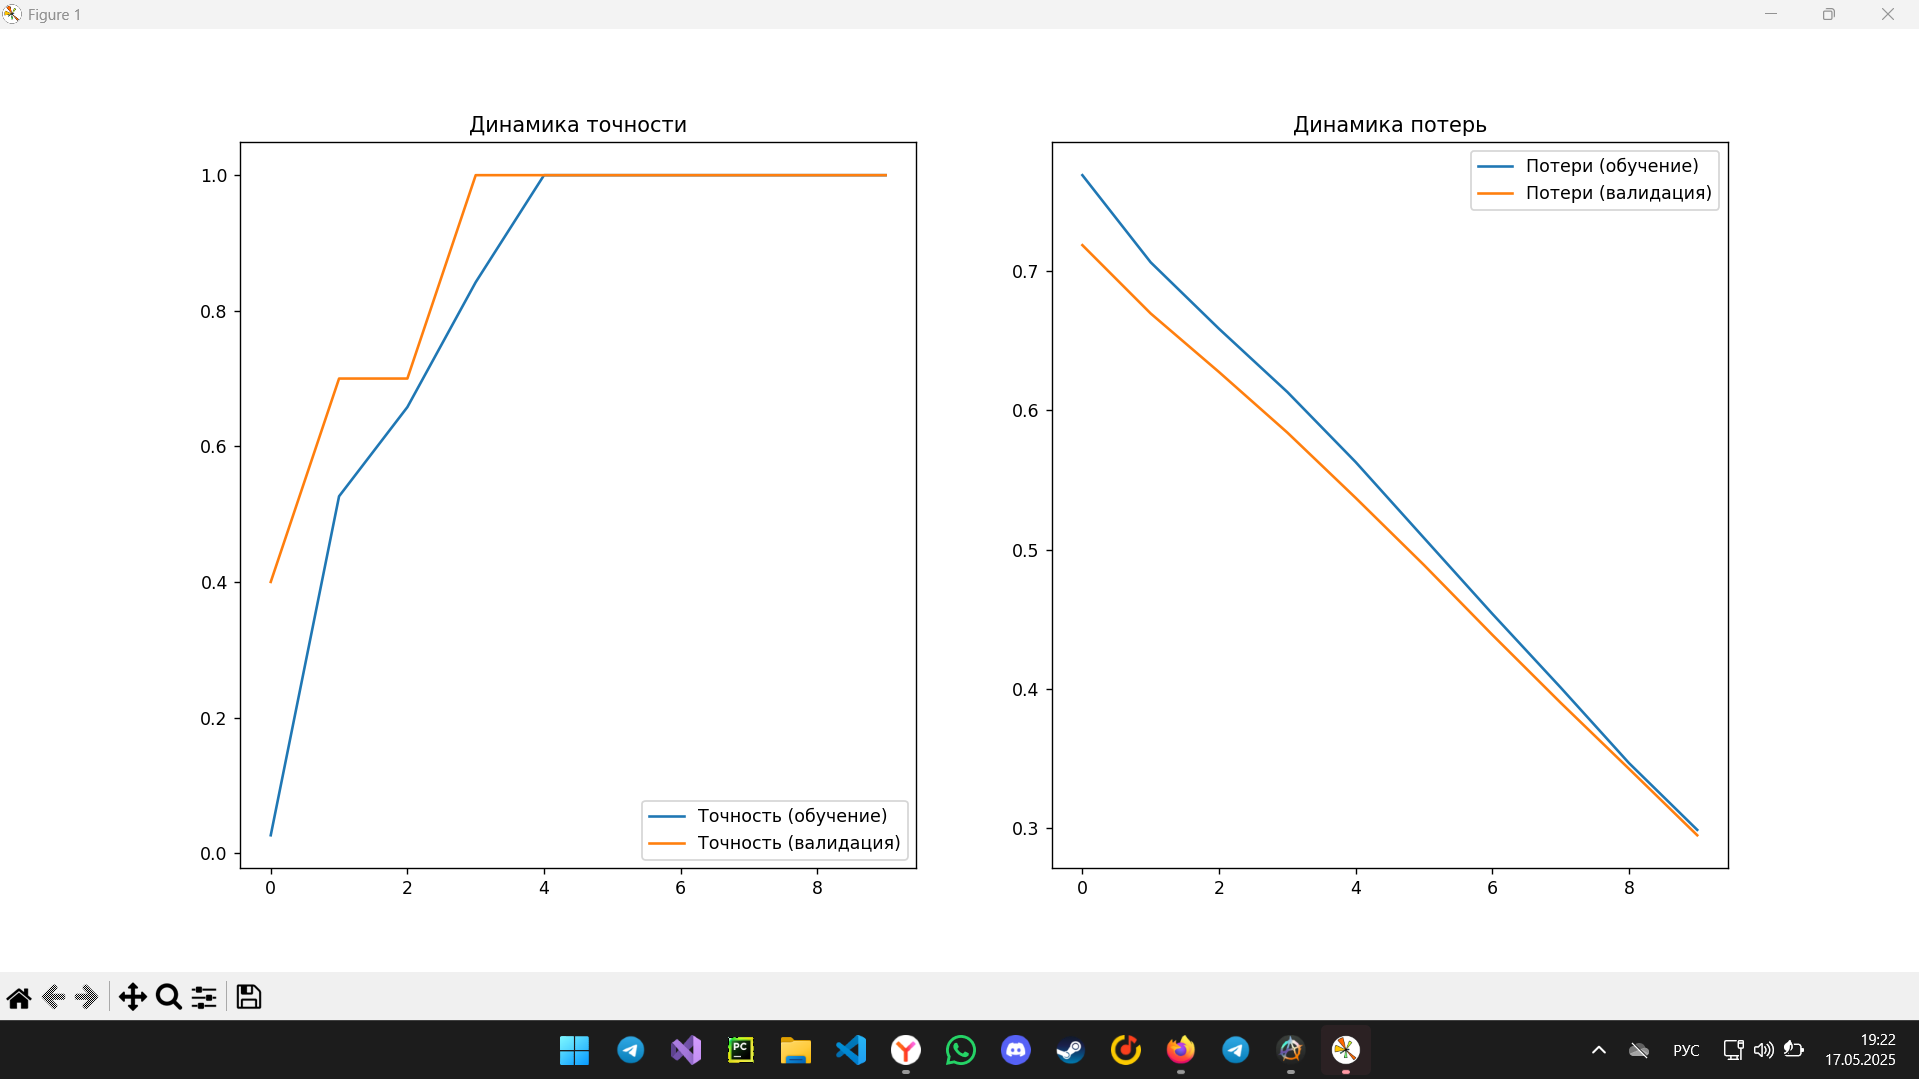 Figure 1
Динамика точности
1.0
0.8
0.6
0.4
0.2
0.0
0 2 4 6 8
Точность (обучение)
Точность (валидация)
Динамика потерь
Потери (обучение)
Потери (валидация)
0.7
0.6
0.5
0.4
0.3
0 2 4 6 8
PC
РУС
19:22
17.05.2025